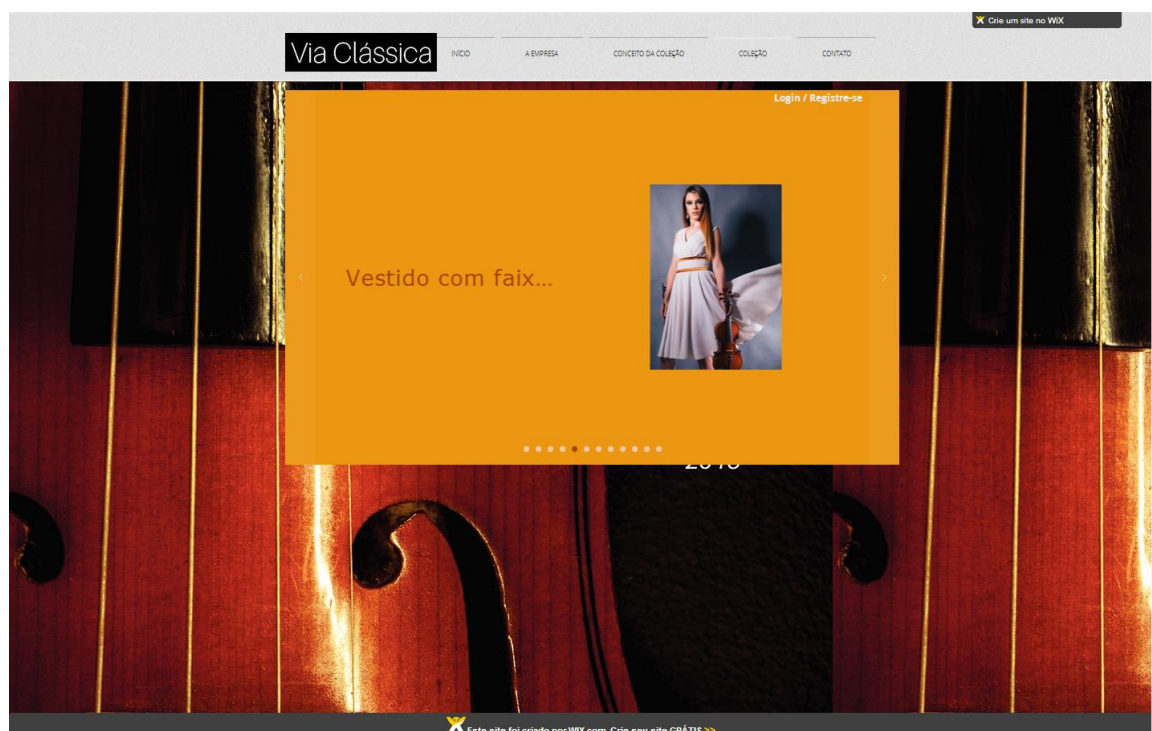 Crie um site no WiX
Via Clássica
INÍCIO
A EMPRESA
CONCEITO DA COLEÇÃO
COLEÇÃO
CONTATO
Login / Registre-se
Vestido com faix...
Este site foi criado por WIX.com. Crie seu site GRÁTIS >>